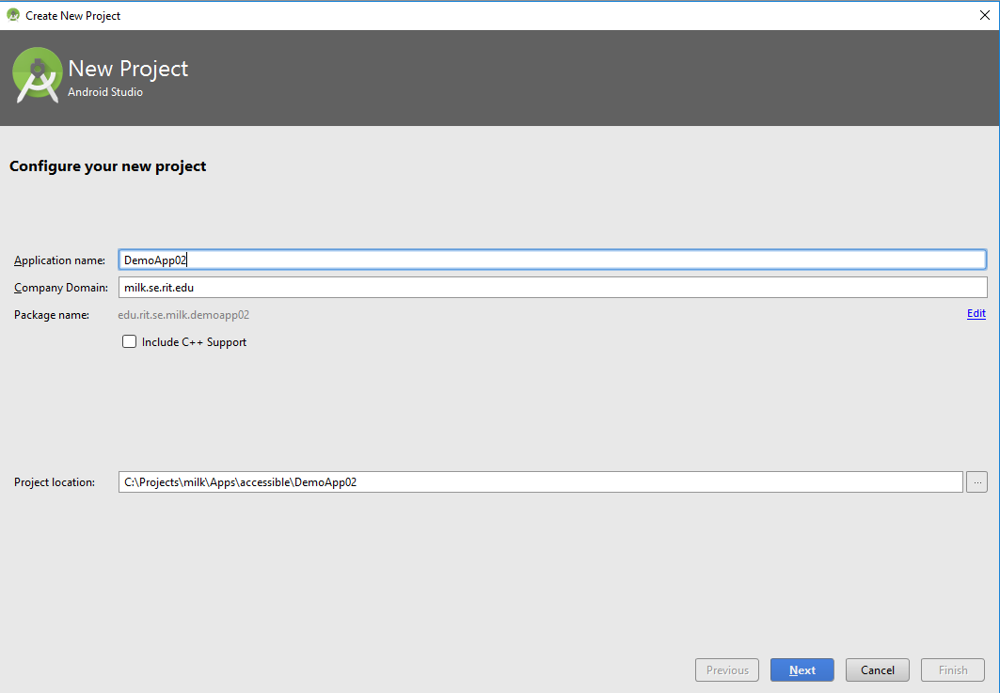 Create New Project
New Project
Android Studio
Configure your new project
Application name: DemoApp02
Company Domain: milk.se.rit.edu
Package name: edu.rit.se.milk.demoapp02 Edit
Include C++ Support
Project location: C:\Projects\milk\Apps\accessible\DemoApp02 ...
Previous Next Cancel Finish